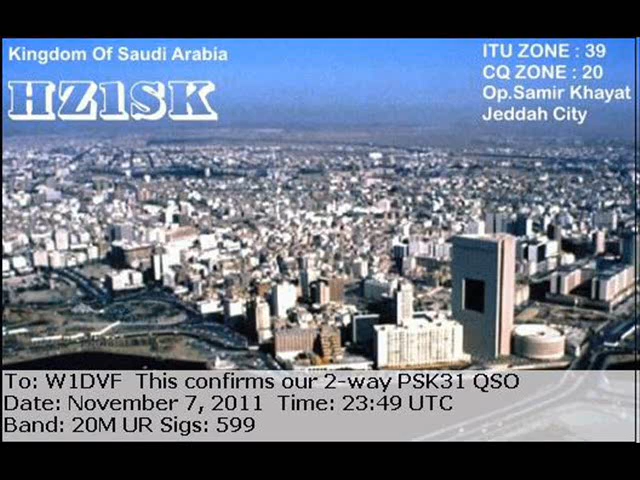 Kingdom Of Saudi Arabia
HZ1SK
ITU ZONE : 39
CQ ZONE : 20
Op.Samir Khayat
Jeddah City
To: W1DVF  This confirms our 2-way PSK31 QSO
Date: November 7, 2011  Time: 23:49 UTC
Band: 20M UR Sigs: 599